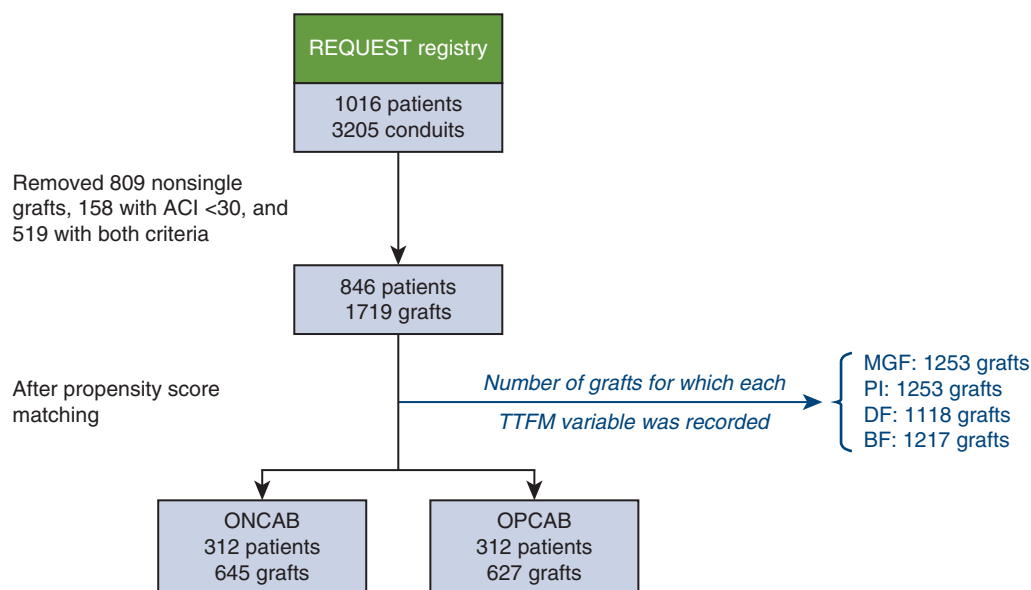 REQUEST registry
1016 patients
3205 conduits
Removed 809 nonsingle
grafts, 158 with ACI <30, and
519 with both criteria
846 patients
1719 grafts
After propensity score
matching
Number of grafts for which each
TTFM variable was recorded
MGF: 1253 grafts
PI: 1253 grafts
DF: 1118 grafts
BF: 1217 grafts
ONCAB
312 patients
645 grafts
OPCAB
312 patients
627 grafts